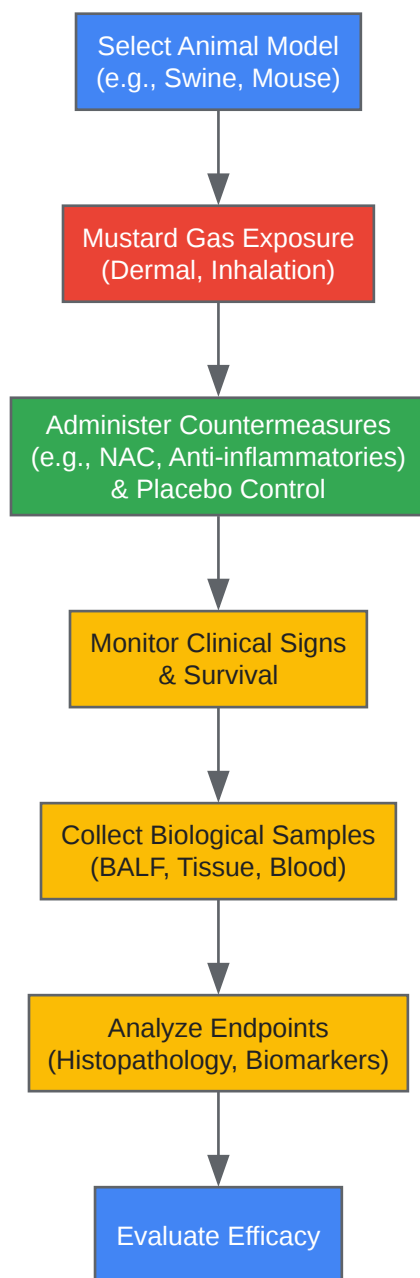 Select Animal Model
(e.g., Swine, Mouse)
Mustard Gas Exposure
(Dermal, Inhalation)
Administer Countermeasures
(e.g., NAC, Anti-inflammatories)
& Placebo Control
Monitor Clinical Signs
& Survival
Collect Biological Samples
(BALF, Tissue, Blood)
Analyze Endpoints
(Histopathology, Biomarkers)
Evaluate Efficacy